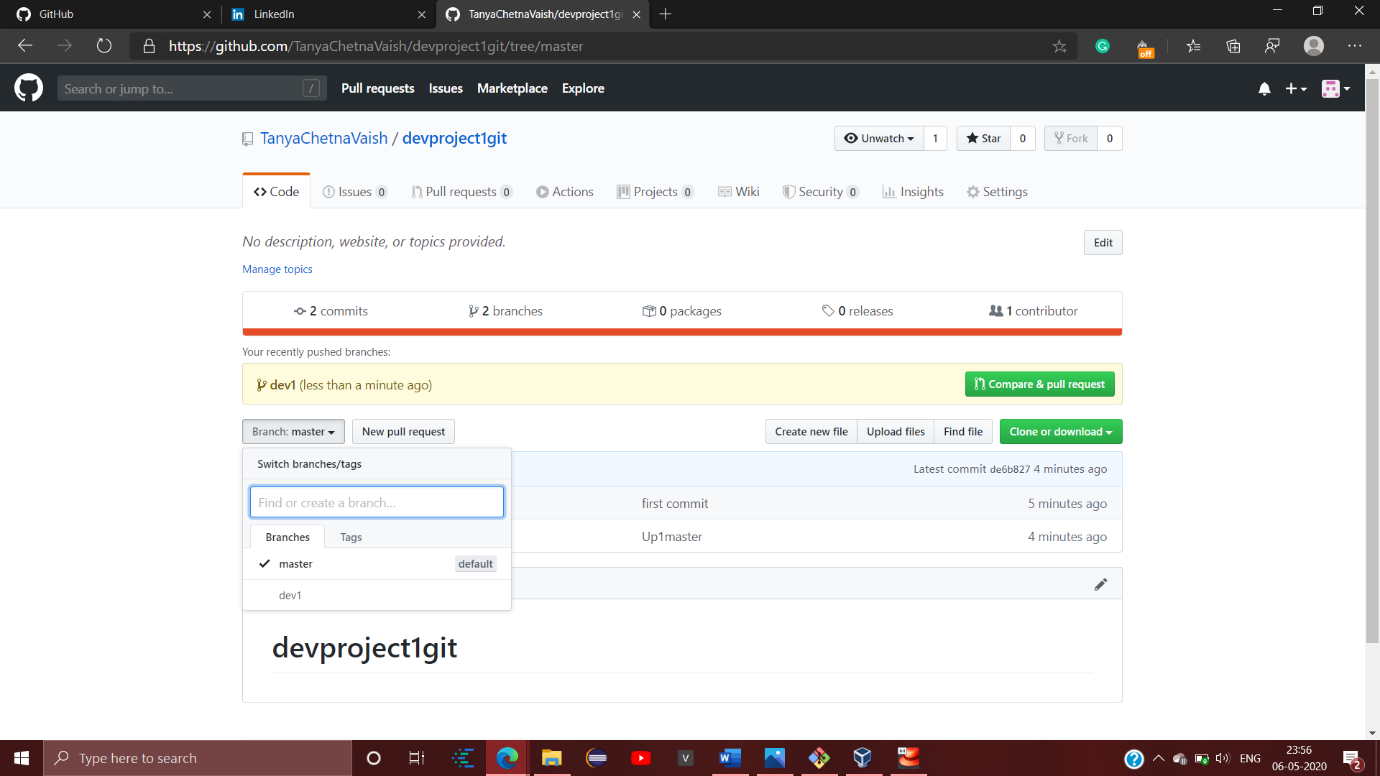 GitHub
LinkedIn
TanyaChetnaVaish/devproject1gi
https://github.com/TanyaChetnaVaish/devproject1git/tree/master
off
Search or jump to... /
Pull requests Issues Marketplace Explore
TanyaChetnaVaish / devproject1git
Unwatch 1 Star 0 Fork 0
Code Issues 0 Pull requests 0 Actions Projects 0 Wiki Security 0 Insights Settings
No description, website, or topics provided.
Edit
Manage topics
2 commits 2 branches 0 packages 0 releases 1 contributor
Your recently pushed branches:
dev1 (less than a minute ago)
Compare & pull request
Branch: master New pull request Create new file Upload files Find file Clone or download
Switch branches/tags
Latest commit de6b827 4 minutes ago
Find or create a branch...
first commit 5 minutes ago
Branches Tags
Up1master 4 minutes ago
master default
dev1
devproject1git
Type here to search
ENG
23:56
06-05-2020
2